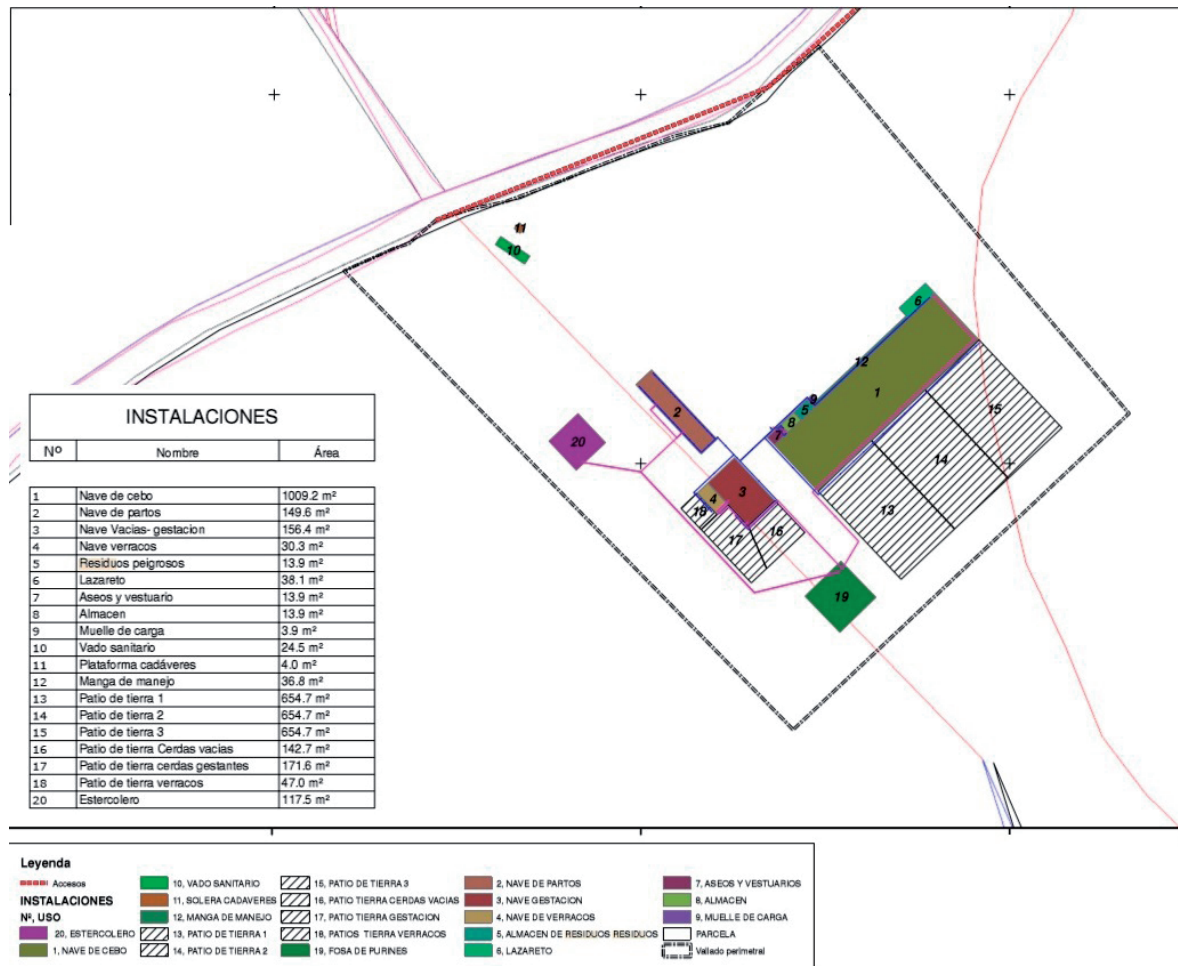 11
10
6
12
1
9
5
8
7
15
14
13
2
20
3
4
18
17
16
19
INSTALACIONES
Nº Nombre Área
1 Nave de cebo 1009.2 m²
2 Nave de partos 149.6 m²
3 Nave Vacias- gestacion 156.4 m²
4 Nave verracos 30.3 m²
5 Residuos peigrosos 13.9 m²
6 Lazareto 38.1 m²
7 Aseos y vestuario 13.9 m²
8 Almacen 13.9 m²
9 Muelle de carga 3.9 m²
10 Vado sanitario 24.5 m²
11 Plataforma cadáveres 4.0 m²
12 Manga de manejo 36.8 m²
13 Patio de tierra 1 654.7 m²
14 Patio de tierra 2 654.7 m²
15 Patio de tierra 3 654.7 m²
16 Patio de tierra Cerdas vacias 142.7 m²
17 Patio de tierra cerdas gestantes 171.6 m²
18 Patio de tierra verracos 47.0 m²
20 Estercolero 117.5 m²
Leyenda
Accesos
INSTALACIONES
Nº, USO
20, ESTERCOLERO
1, NAVE DE CEBO
10, VADO SANITARIO
11, SOLERA CADAVERES
12, MANGA DE MANEJO
13, PATIO DE TIERRA 1
14, PATIO DE TIERRA 2
15, PATIO DE TIERRA 3
16, PATIO TIERRA CERDAS VACIAS
17, PATIO TIERRA GESTACION
18, PATIOS TIERRA VERRACOS
19, FOSA DE PURINES
2, NAVE DE PARTOS
3, NAVE GESTACION
4, NAVE DE VERRACOS
5, ALMACEN DE RESIDUOS RESIDUOS
6, LAZARETO
7, ASEOS Y VESTUARIOS
8, ALMACEN
9, MUELLE DE CARGA
PARCELA
Vallado perimetral